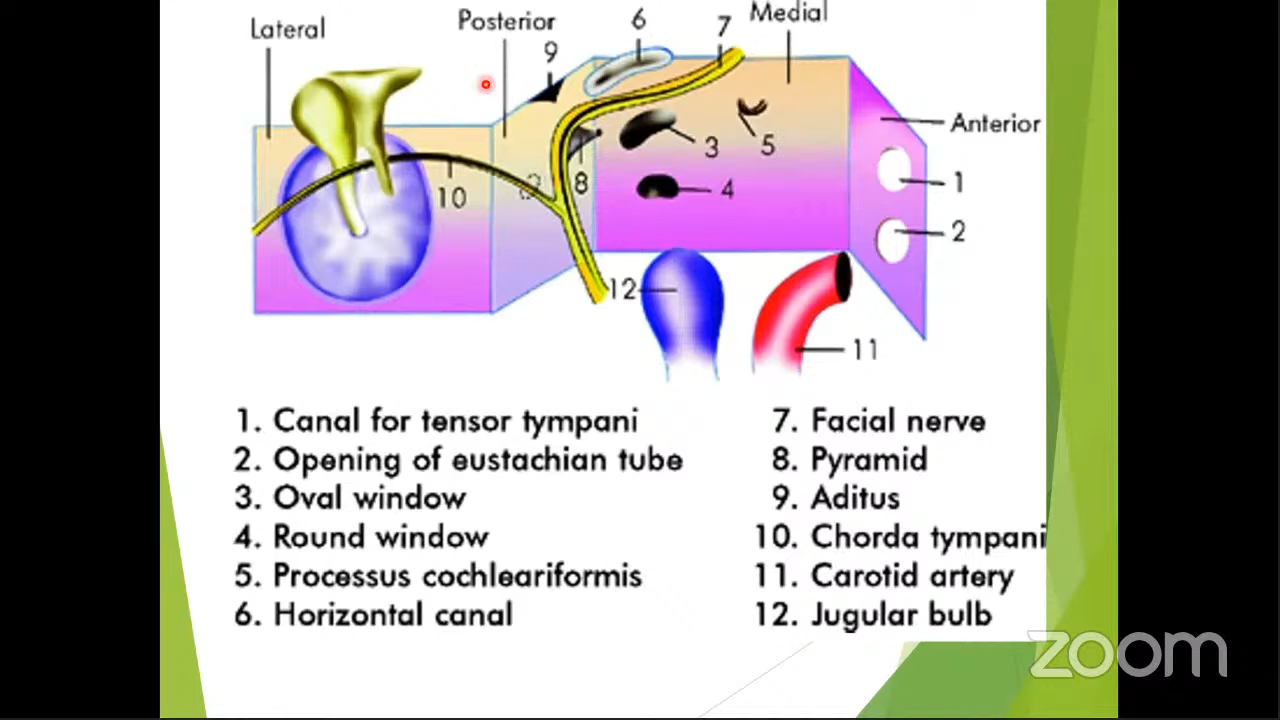 Lateral
Posterior
6
7
Medial
9
Anterior
3
5
8
10
4
1
2
12
11
1. Canal for tensor tympani
2. Opening of eustachian tube
3. Oval window
4. Round window
5. Processus cochleariformis
6. Horizontal canal
7. Facial nerve
8. Pyramid
9. Aditus
10. Chorda tympani
11. Carotid artery
12. Jugular bulb
zoom